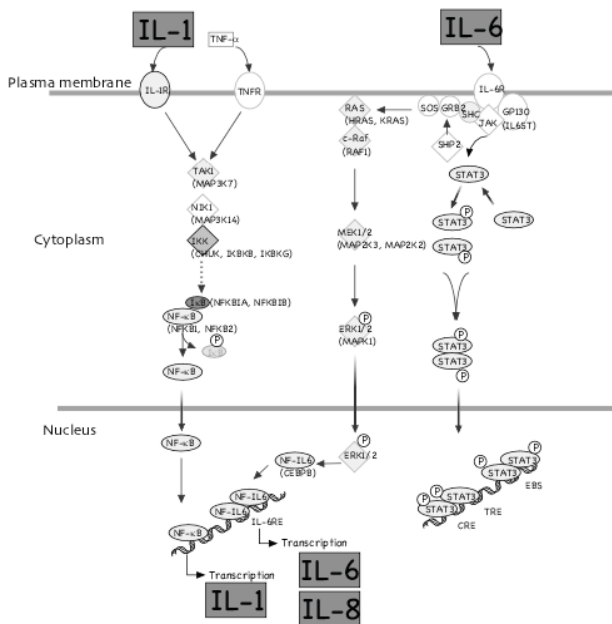 IL-1
TNF-α
IL-6
Plasma membrane
IL-1R
TNFR
IL-6R
SOS
GRB2
SHC
JAK
GP130
(IL6ST)
SHP2
RAS
(HRAS, KRAS)
c-Raf
(RAF1)
TAK1
(MAP3K7)
NIK1
(MAP3K14)
IKK
(CHUK, IKBKB, IKBKG)
Cytoplasm
MEK1/2
(MAP2K3, MAP2K2)
STAT3
STAT3
P
STAT3
STAT3
P
IκB
(NFKBIA, NFKBIB)
NF-κB
(NFKB1, NFKB2)
P
IκB
NF-κB
P
ERK1/2
(MAPK1)
P
STAT3
STAT3
P
Nucleus
NF-κB
NF-IL6
(CEBPB)
P
ERK1/2
NF-IL6
NF-IL6
IL-6RE
NF-κB
P
STAT3
P
STAT3
EBS
TRE
P
STAT3
P
STAT3
CRE
Transcription
IL-6
IL-8
Transcription
IL-1